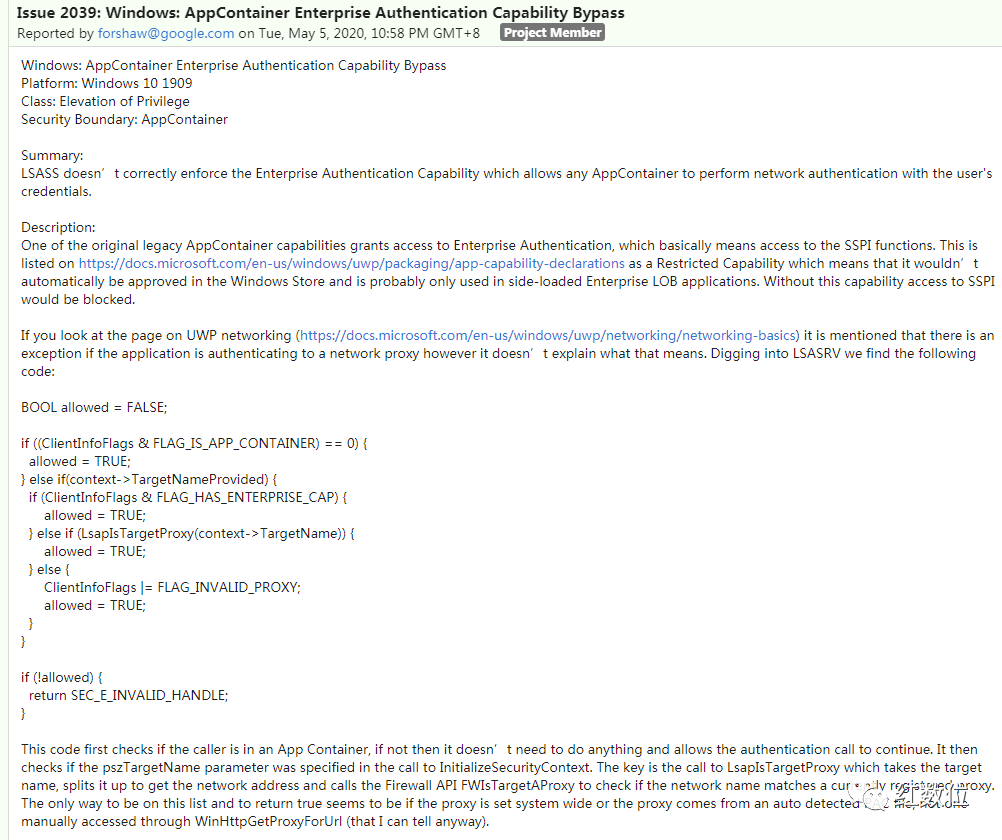 Issue 2039: Windows: AppContainer Enterprise Authentication Capability Bypass
Reported by forshaw@google.com on Tue, May 5, 2020, 10:58 PM GMT+8 Project Member
Windows: AppContainer Enterprise Authentication Capability Bypass
Platform: Windows 10 1909
Class: Elevation of Privilege
Security Boundary: AppContainer
Summary:
LSASS doesn’t correctly enforce the Enterprise Authentication Capability which allows any AppContainer to perform network authentication with the user's
credentials.
Description:
One of the original legacy AppContainer capabilities grants access to Enterprise Authentication, which basically means access to the SSPI functions. This is
listed on https://docs.microsoft.com/en-us/windows/uwp/packaging/app-capability-declarations as a Restricted Capability which means that it wouldn’t
automatically be approved in the Windows Store and is probably only used in side-loaded Enterprise LOB applications. Without this capability access to SSPI
would be blocked.
If you look at the page on UWP networking (https://docs.microsoft.com/en-us/windows/uwp/networking/networking-basics) it is mentioned that there is an
exception if the application is authenticating to a network proxy however it doesn’t explain what that means. Digging into LSASRV we find the following
code:
BOOL allowed = FALSE;
if ((ClientInfoFlags & FLAG_IS_APP_CONTAINER) == 0) {
allowed = TRUE;
} else if(context->TargetNameProvided) {
if (ClientInfoFlags & FLAG_HAS_ENTERPRISE_CAP) {
allowed = TRUE;
} else if (LsapIsTargetProxy(context->TargetName)) {
allowed = TRUE;
} else {
ClientInfoFlags |= FLAG_INVALID_PROXY;
allowed = TRUE;
}
}
if (!allowed) {
return SEC_E_INVALID_HANDLE;
}
This code first checks if the caller is in an App Container, if not then it doesn’t need to do anything and allows the authentication call to continue. It then
checks if the pszTargetName parameter was specified in the call to InitializeSecurityContext. The key is the call to LsapIsTargetProxy which takes the target
name, splits it up to get the network address and calls the Firewall API FWIsTargetAProxy to check if the network name matches a proxy.
The only way to be on this list and to return true seems to be if the proxy is set system wide or the proxy comes from an auto detected
manually accessed through WinHttpGetProxyForUrl (that I can tell anyway).
红数位